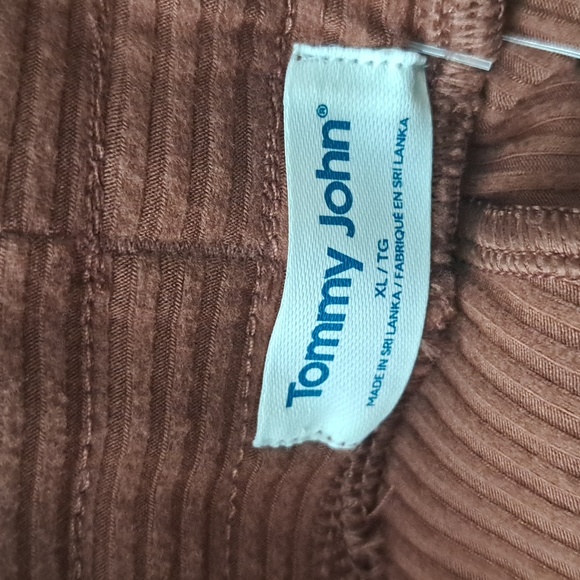 Tommy John®
XL / TG
MADE IN SRI LANKA / FABRIQUÉ EN SRI LANKA